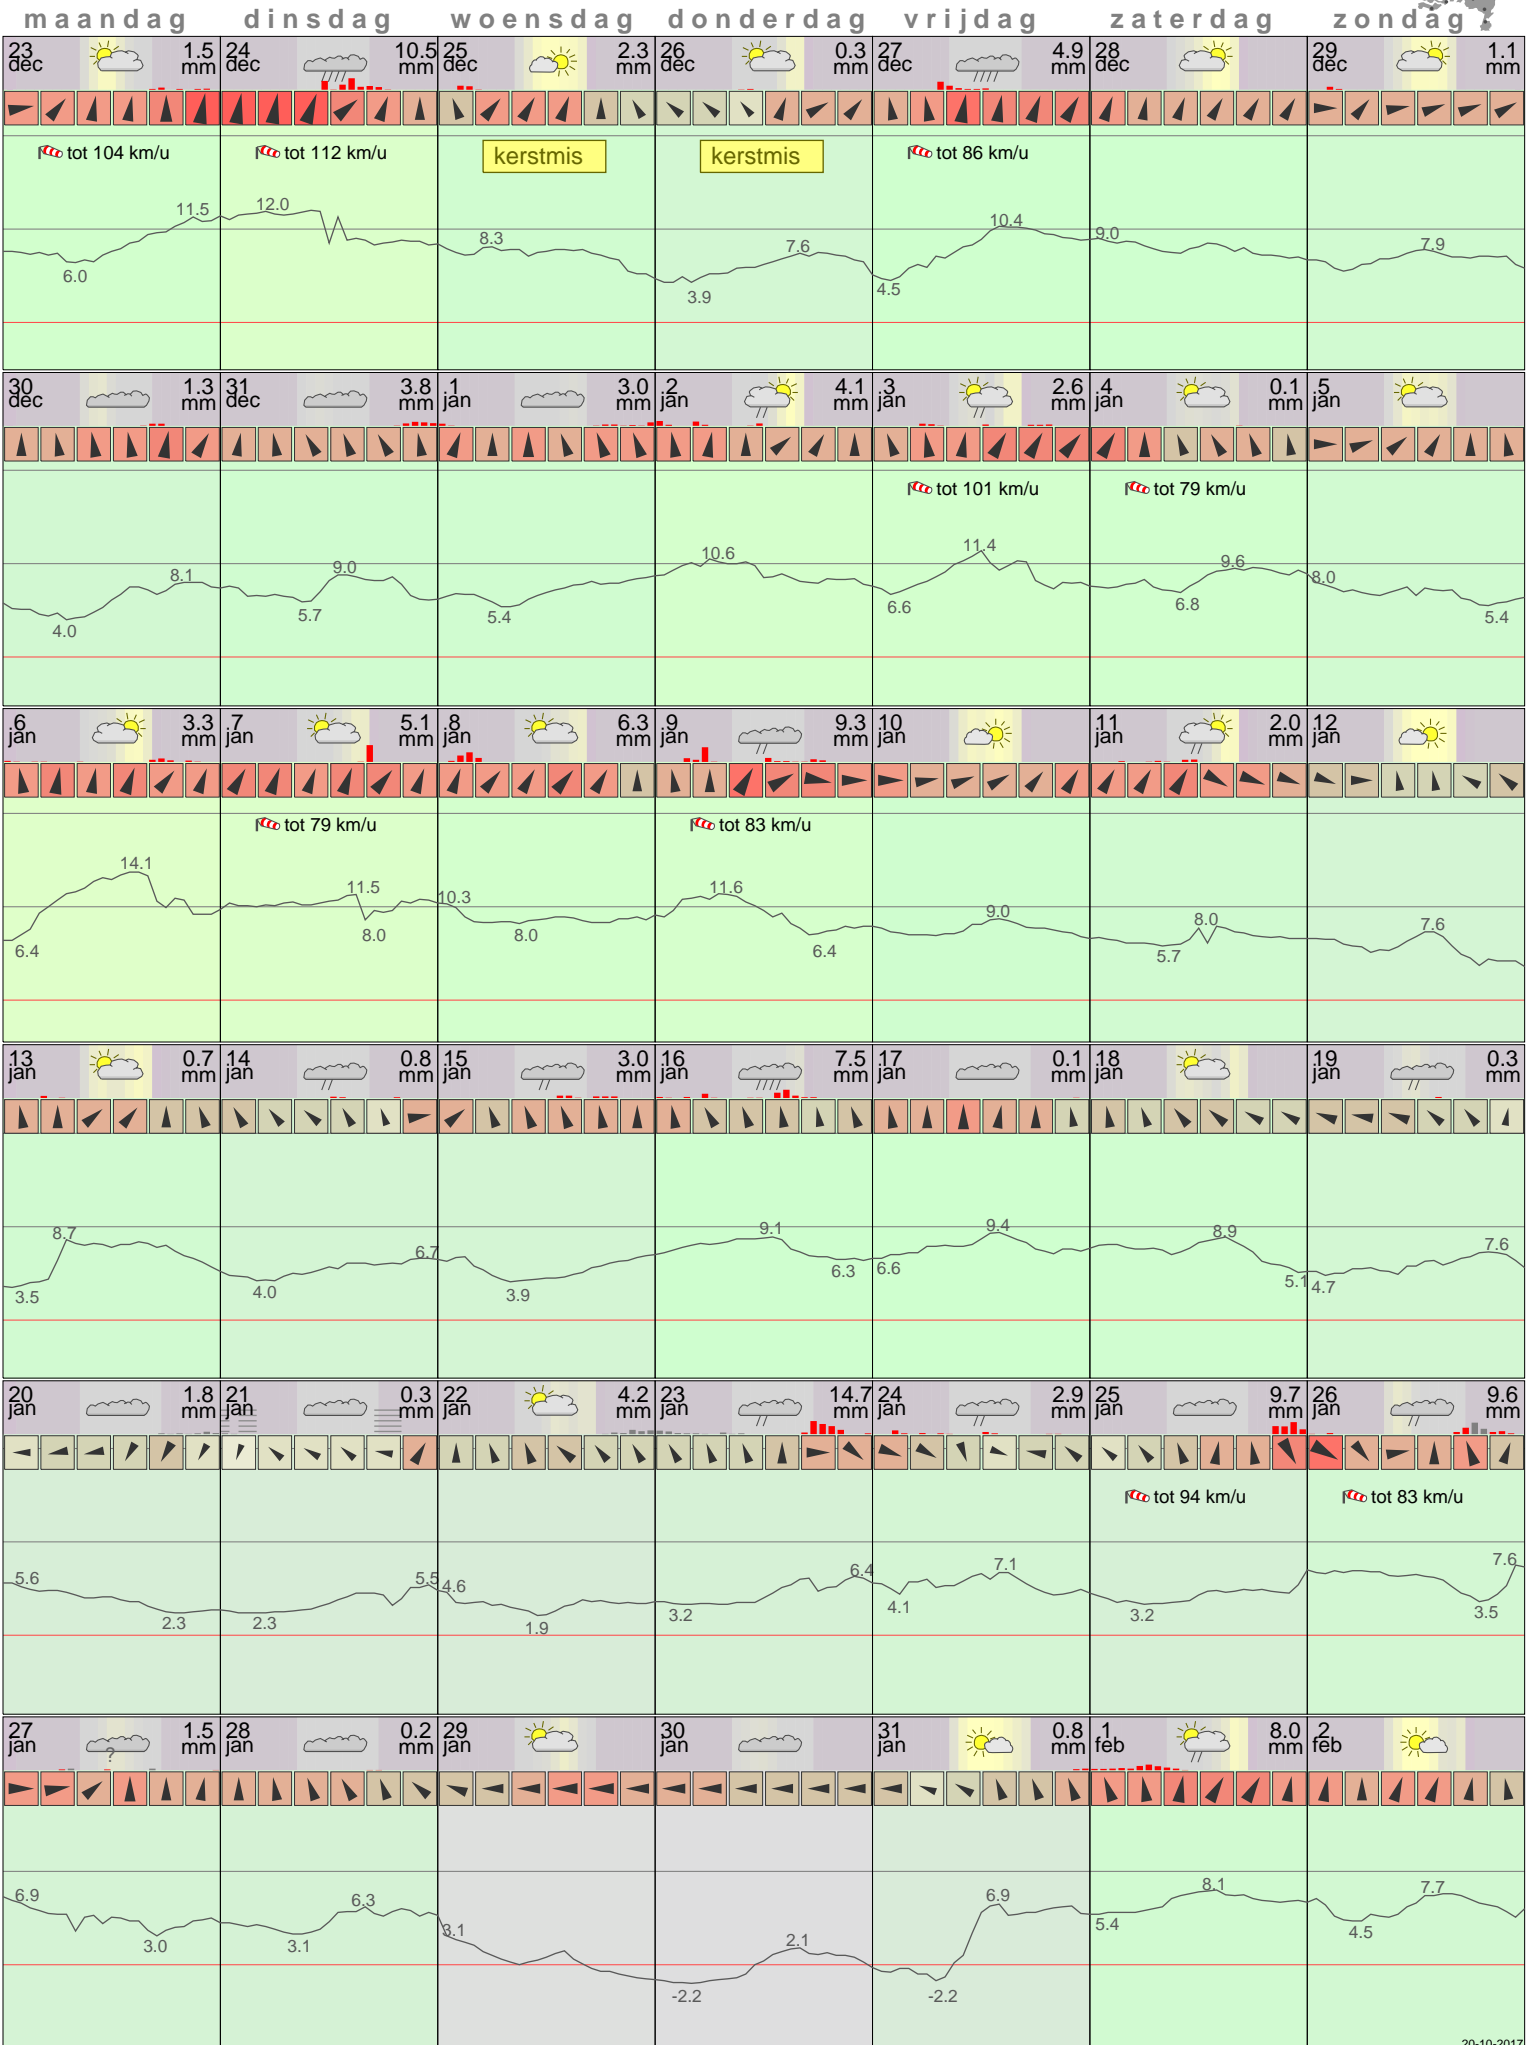 maandag dinsdag woensdag donderdag vrijdag zaterdag zondag
23 dec 1.5 mm 24 dec 10.5 mm 25 dec 2.3 mm 26 dec 0.3 mm 27 dec 4.9 mm 28 dec 29 dec 1.1 mm
tot 104 km/u tot 112 km/u kerstmis kerstmis tot 86 km/u
6.0 11.5 12.0 8.3 3.9 7.6 4.5 10.4 9.0 7.9
30 dec 1.3 mm 31 dec 3.8 mm 1 jan 3.0 mm 2 jan 4.1 mm 3 jan 2.6 mm 4 jan 0.1 mm 5 jan
tot 101 km/u tot 79 km/u
4.0 8.1 5.7 9.0 5.4 10.6 6.6 11.4 6.8 9.6 8.0 5.4
6 jan 3.3 mm 7 jan 5.1 mm 8 jan 6.3 mm 9 jan 9.3 mm 10 jan 11 jan 2.0 mm 12 jan
tot 79 km/u tot 83 km/u
6.4 14.1 11.5 8.0 10.3 8.0 11.6 6.4 9.0 5.7 8.0 7.6
13 jan 0.7 mm 14 jan 0.8 mm 15 jan 3.0 mm 16 jan 7.5 mm 17 jan 0.1 mm 18 jan 19 jan 0.3 mm
3.5 8.7 4.0 6.7 3.9 9.1 6.3 6.6 9.4 8.9 5.1 4.7 7.6
20 jan 1.8 mm 21 jan 0.3 mm 22 jan 4.2 mm 23 jan 14.7 mm 24 jan 2.9 mm 25 jan 9.7 mm 26 jan 9.6 mm
tot 94 km/u tot 83 km/u
5.6 2.3 2.3 5.5 4.6 1.9 3.2 6.4 4.1 7.1 3.2 3.5 7.6
27 jan 1.5 mm 28 jan 0.2 mm 29 jan 30 jan 31 jan 0.8 mm 1 feb 8.0 mm 2 feb
?
6.9 3.0 3.1 6.3 3.1 -2.2 2.1 -2.2 6.9 5.4 8.1 4.5 7.7
20-10-2017